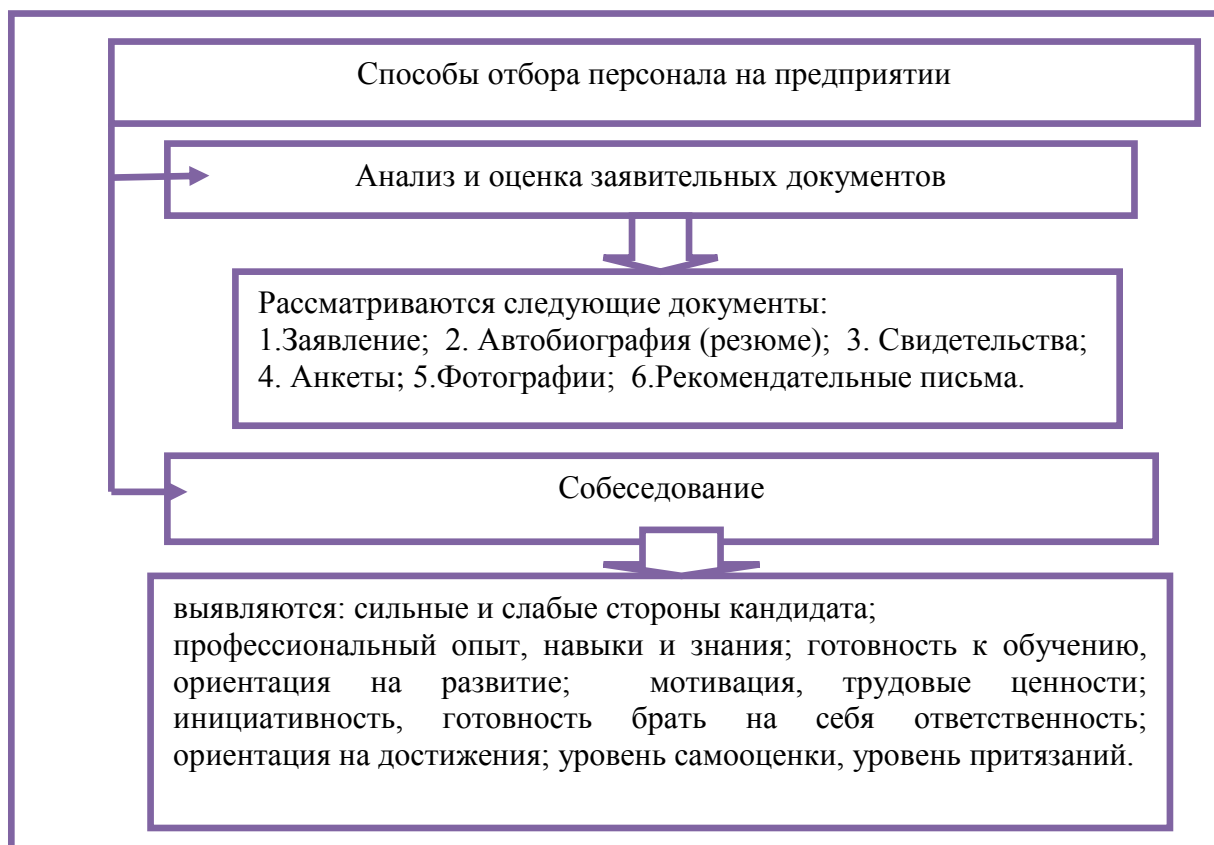 Способы отбора персонала на предприятии
Анализ и оценка заявительных документов
Рассматриваются следующие документы:
1.Заявление; 2. Автобиография (резюме); 3. Свидетельства;
4. Анкеты; 5.Фотографии; 6.Рекомендательные письма.
Собеседование
выявляются: сильные и слабые стороны кандидата;
профессиональный опыт, навыки и знания; готовность к обучению,
ориентация на развитие; мотивация, трудовые ценности;
инициативность, готовность брать на себя ответственность;
ориентация на достижения; уровень самооценки, уровень притязаний.